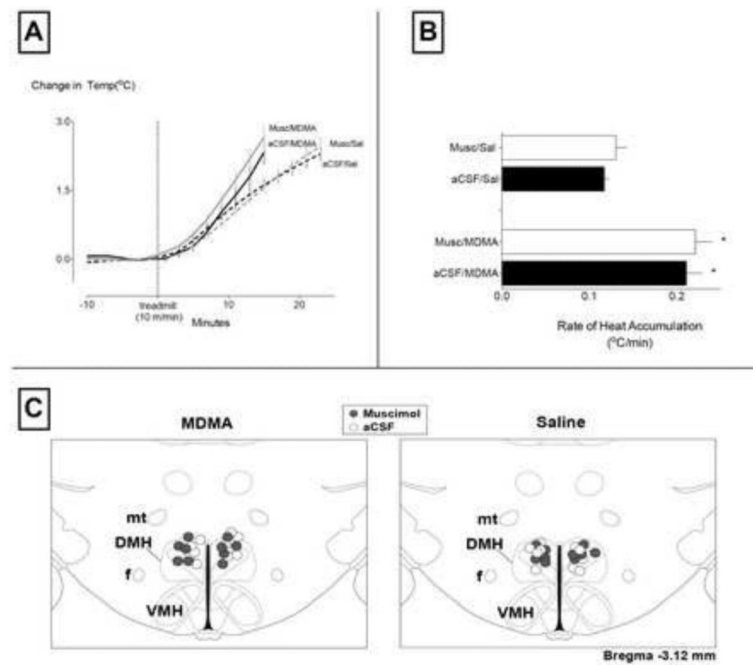 A
Change in Temp(°C)
3.0
1.5
0.0
Musc/MDMA
aCSF/MDMA
Musc/Sal
aCSF/Sal
-10
10
20
treadmill
(10 m/min)
Minutes
B
Musc/Sal
aCSF/Sal
Musc/MDMA
*
aCSF/MDMA
*
0.0
0.1
0.2
Rate of Heat Accumulation
(°C/min)
C
MDMA
Muscimol
aCSF
Saline
mt
DMH
f
VMH
mt
DMH
f
VMH
Bregma -3.12 mm